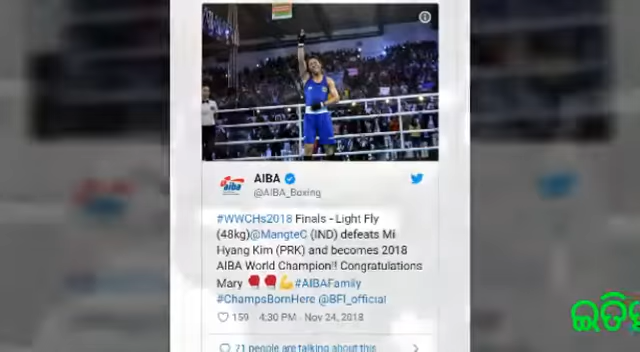 AIBA
@AIBA_Boxing
#WWCHs2018 Finals - Light Fly
(48kg)@MangteC (IND) defeats Mi
Hyang Kim (PRK) and becomes 2018
AIBA World Champion!! Congratulations
Mary 🥊🥊💪#AIBAFamily
#ChampsBornHere @BFI_official
159 4:30 PM - Nov 24, 2018
71 people are talking about this